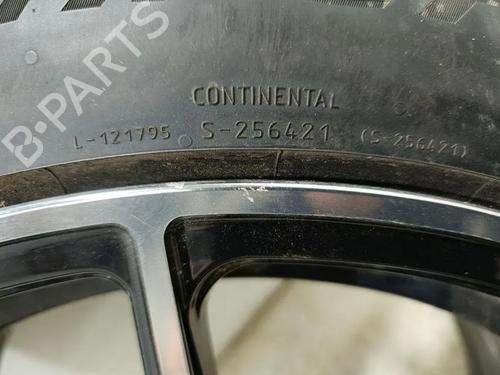 B-PARTS
CONTINENTAL
L-121795 S-256421 (S-256421)